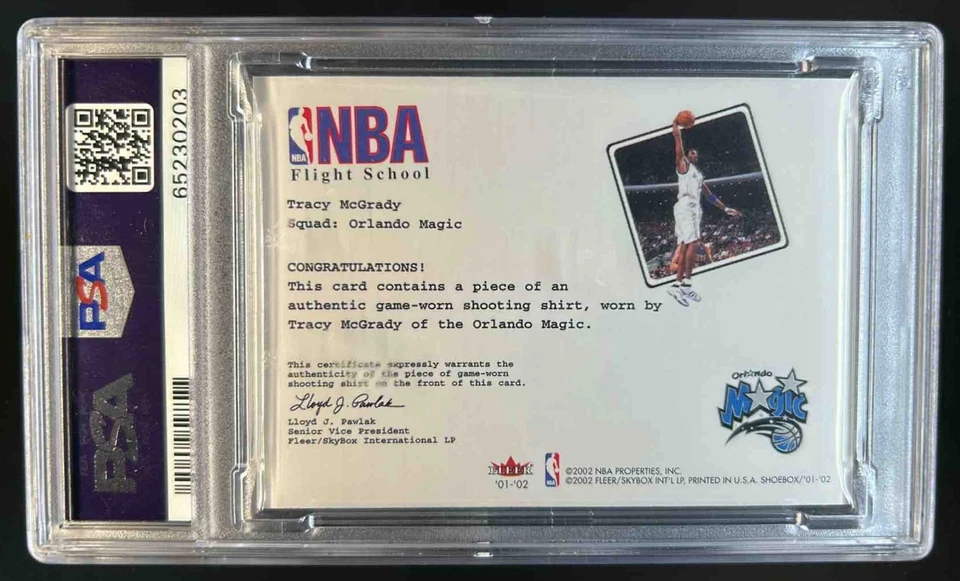 65230203
PSA
PSA
NBA
NBA
Flight School
Tracy McGrady
Squad: Orlando Magic
CONGRATULATIONS!
This card contains a piece of an
authentic game-worn shooting shirt, worn by
Tracy McGrady of the Orlando Magic.
This certificate expressly warrants the
authenticity of the piece of game-worn
shooting shirt on the front of this card.
Lloyd J. Pawlak
Lloyd J. Pawlak
Senior Vice President
Fleer/SkyBox International LP
Orlando
Magic
FLEER
'01-'02
NBA
©2002 NBA PROPERTIES, INC.
©2002 FLEER/SKYBOX INT'L LP, PRINTED IN U.S.A. SHOEBOX/'01-'02